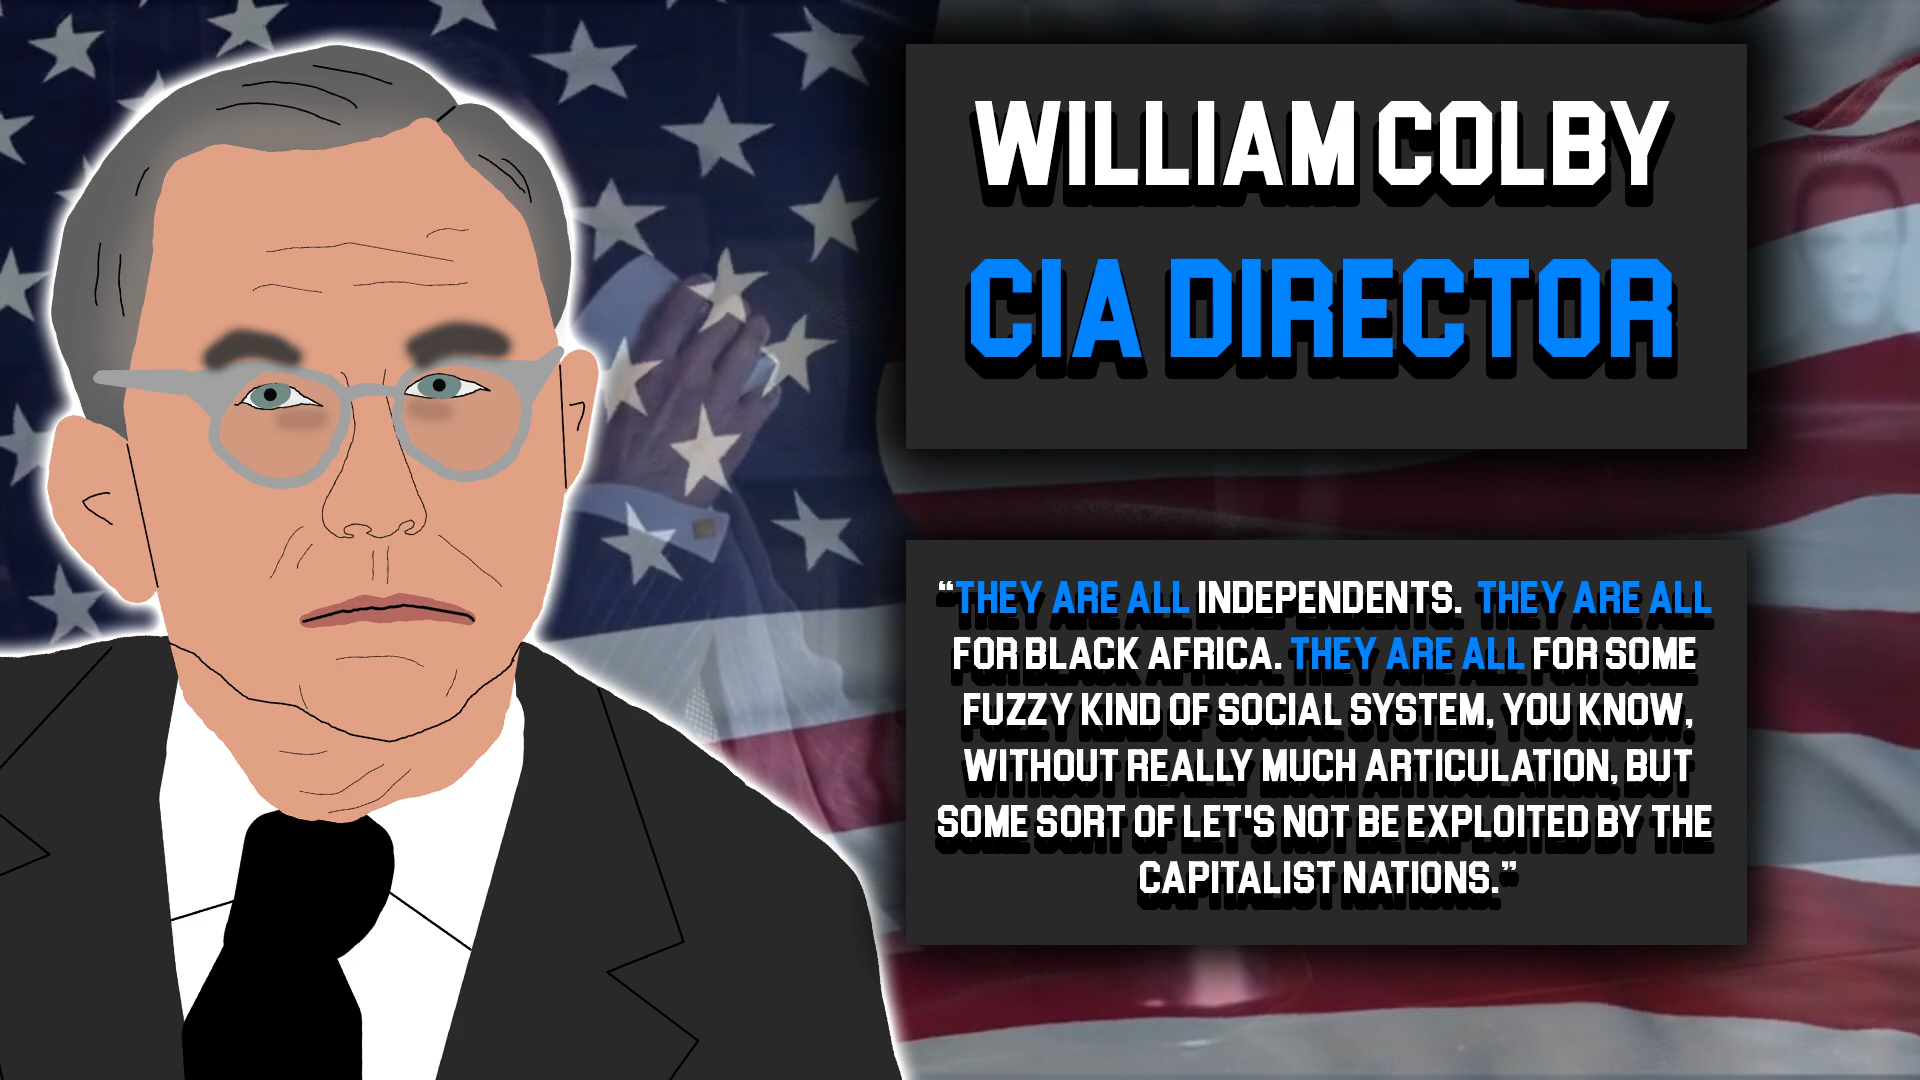 WILLIAM COLBY
CIA DIRECTOR
“THEY ARE ALL INDEPENDENTS. THEY ARE ALL
FOR BLACK AFRICA. THEY ARE ALL FOR SOME
FUZZY KIND OF SOCIAL SYSTEM, YOU KNOW,
WITHOUT REALLY MUCH ARTICULATION, BUT
SOME SORT OF LET'S NOT BE EXPLOITED BY THE
CAPITALIST NATIONS.”